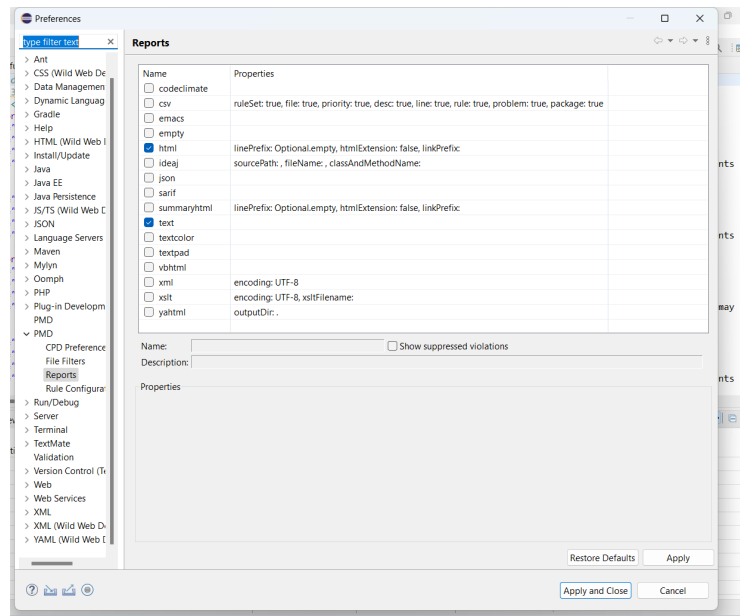 Preferences
type filter text
Reports
Ant
CSS (Wild Web De
Data Managemen
Dynamic Languag
Gradle
Help
HTML (Wild Web
Install/Update
Java
Java EE
Java Persistence
JS/TS (Wild Web D
JSON
Language Servers
Maven
Mylyn
Oomph
PHP
Plug-in Developm
PMD
PMD
CPD Preference
File Filters
Reports
Rule Configurat
Run/Debug
Server
Terminal
TextMate
Validation
Version Control (Te
Web
Web Services
XML
XML (Wild Web De
YAML (Wild Web D
Name Properties
codeclimate
csv ruleSet: true, file: true, priority: true, desc: true, line: true, rule: true, problem: true, package: true
emacs
empty
html linePrefix: Optional.empty, htmlExtension: false, linkPrefix:
ideaj sourcePath: , fileName: , classAndMethodName:
json
sarif
summaryhtml linePrefix: Optional.empty, htmlExtension: false, linkPrefix:
text
textcolor
textpad
vbhtml
xml encoding: UTF-8
xslt encoding: UTF-8, xsltFilename:
yahtml outputDir: .
Name: Show suppressed violations
Description:
Properties
Restore Defaults Apply
Apply and Close Cancel
nts
nts
may
nts